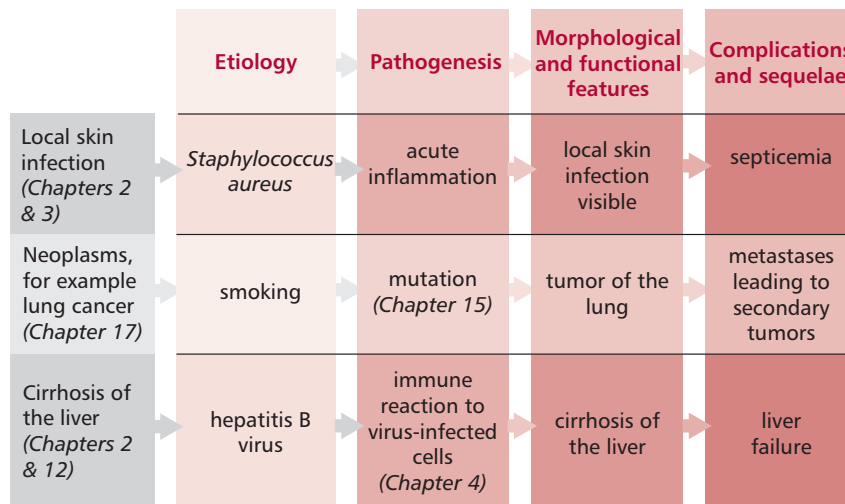 Etiology
Pathogenesis
Morphological
and functional
features
Complications
and sequelae
Local skin
infection
(Chapters 2
& 3)
Staphylococcus
aureus
acute
inflammation
local skin
infection
visible
septicemia
Neoplasms,
for example
lung cancer
(Chapter 17)
smoking
mutation
(Chapter 15)
tumor of the
lung
metastases
leading to
secondary
tumors
Cirrhosis of
the liver
(Chapters 2
& 12)
hepatitis B
virus
immune
reaction to
virus-infected
cells
(Chapter 4)
cirrhosis of
the liver
liver
failure